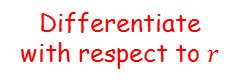 Differentiate
with respect to r